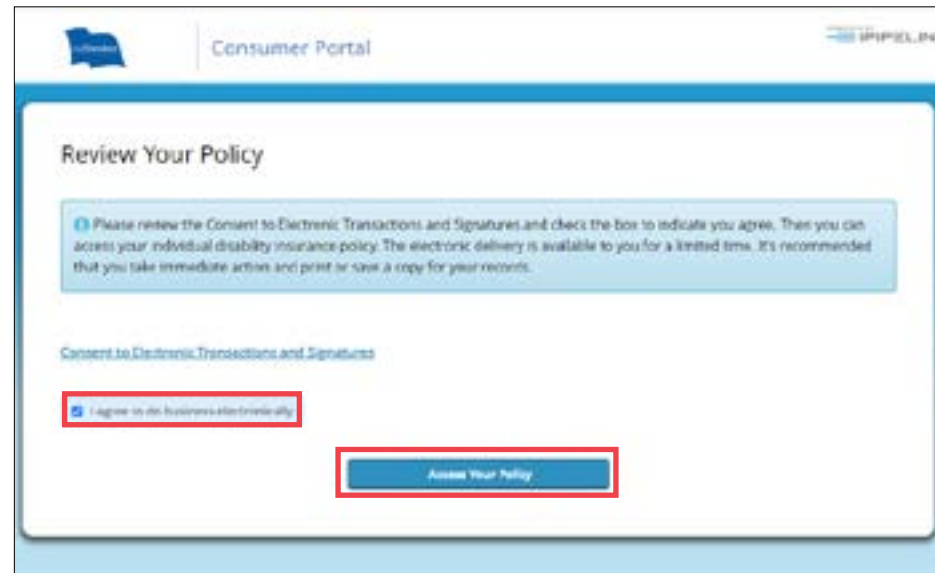 Consumer Portal
iPIPELIN
Review Your Policy
Please review the Consent to Electronic Transactions and Signatures and check the box to indicate you agree. Then you can
access your individual disability insurance policy. The electronic delivery is available to you for a limited time. It's recommended
that you take immediate action and print or save a copy for your records.
Consent to Electronic Transactions and Signatures
I agree to do business electronically
Access Your Policy